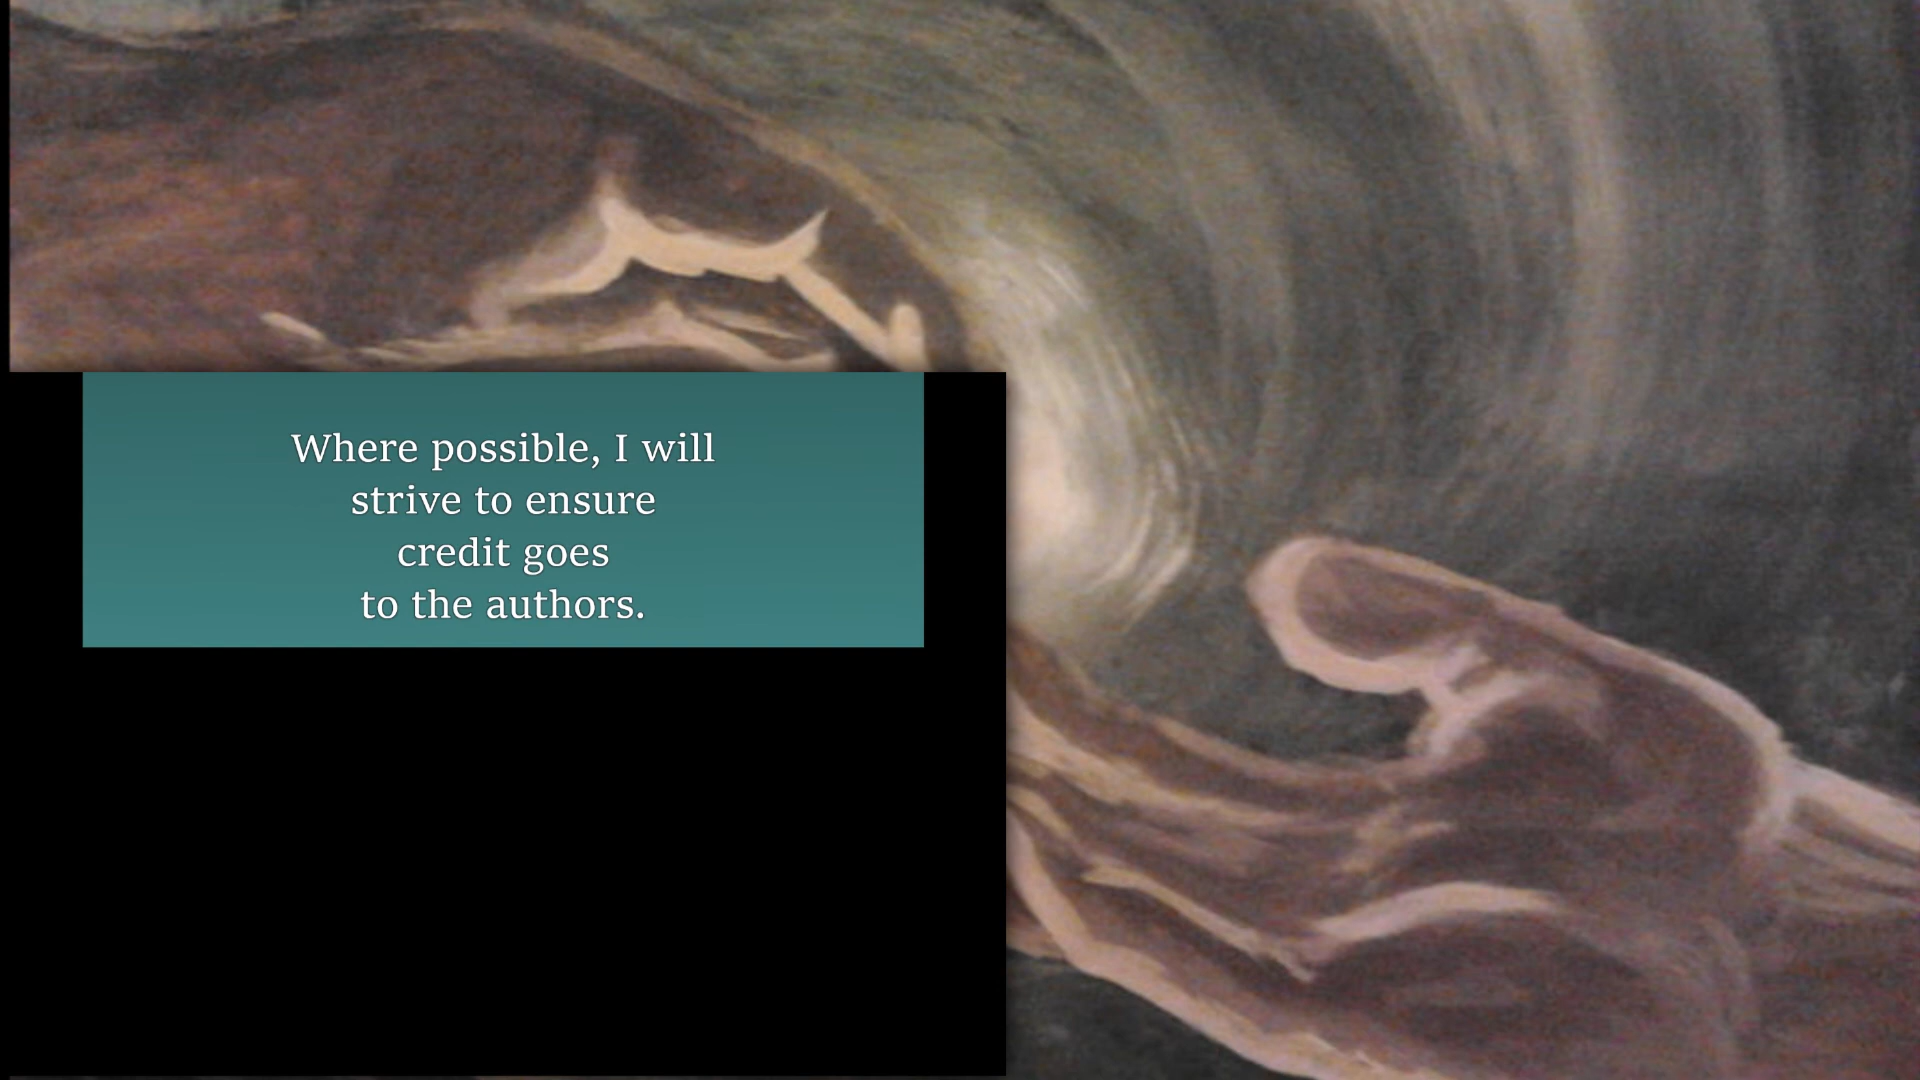 Where possible, I will
strive to ensure
credit goes
to the authors.